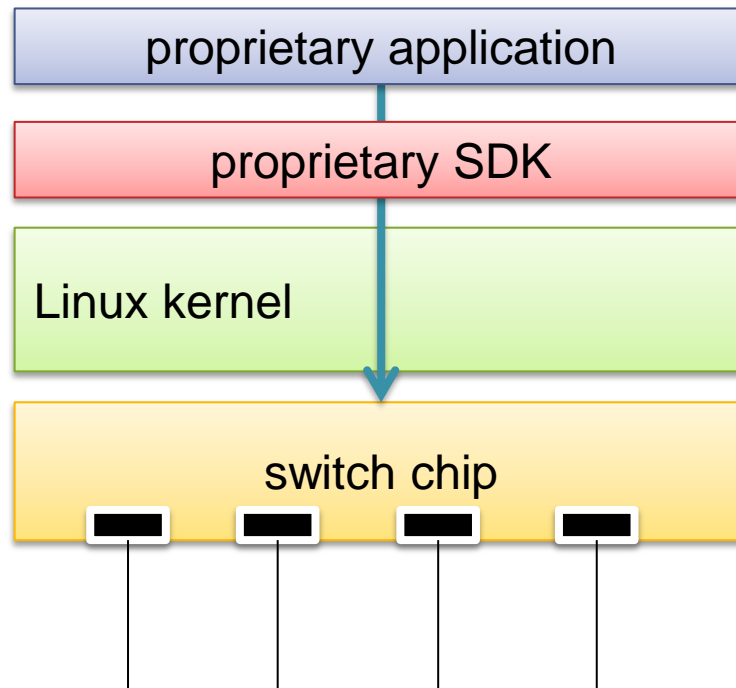 proprietary application
proprietary SDK
Linux kernel
switch chip